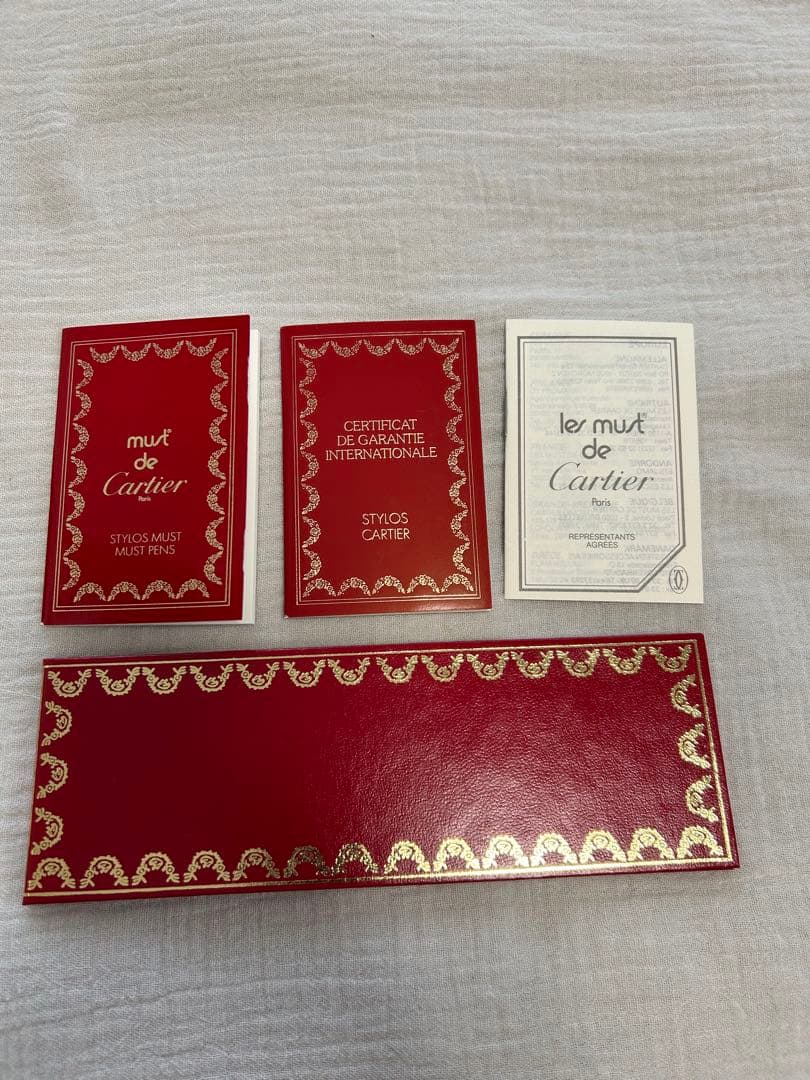 must®
de
Cartier
Paris
STYLOS MUST
MUST PENS
CERTIFICAT
DE GARANTIE
INTERNATIONALE
STYLOS
CARTIER
les must®
de
Cartier
Paris
REPRÉSENTANTS
AGRÉÉS